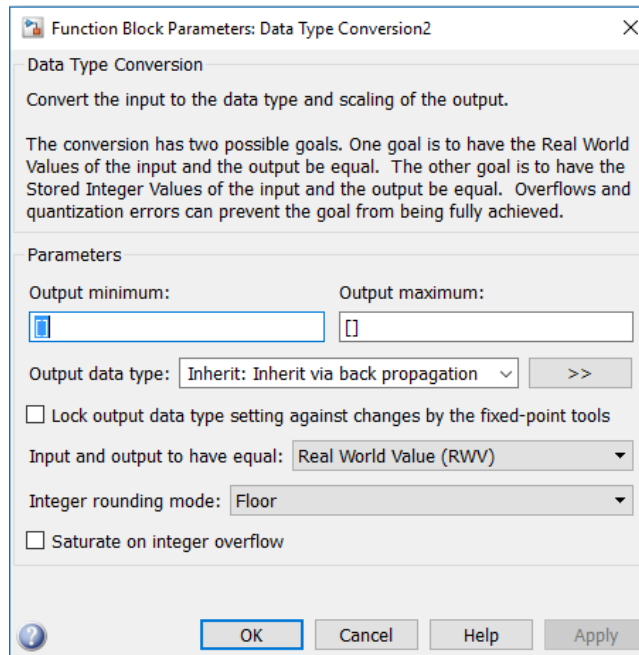 Function Block Parameters: Data Type Conversion2
Data Type Conversion
Convert the input to the data type and scaling of the output.
The conversion has two possible goals. One goal is to have the Real World
Values of the input and the output be equal.  The other goal is to have the
Stored Integer Values of the input and the output be equal.  Overflows and
quantization errors can prevent the goal from being fully achieved.
Parameters
Output minimum: Output maximum:
[] []
Output data type: Inherit: Inherit via back propagation >>
Lock output data type setting against changes by the fixed-point tools
Input and output to have equal: Real World Value (RWV)
Integer rounding mode: Floor
Saturate on integer overflow
? OK Cancel Help Apply